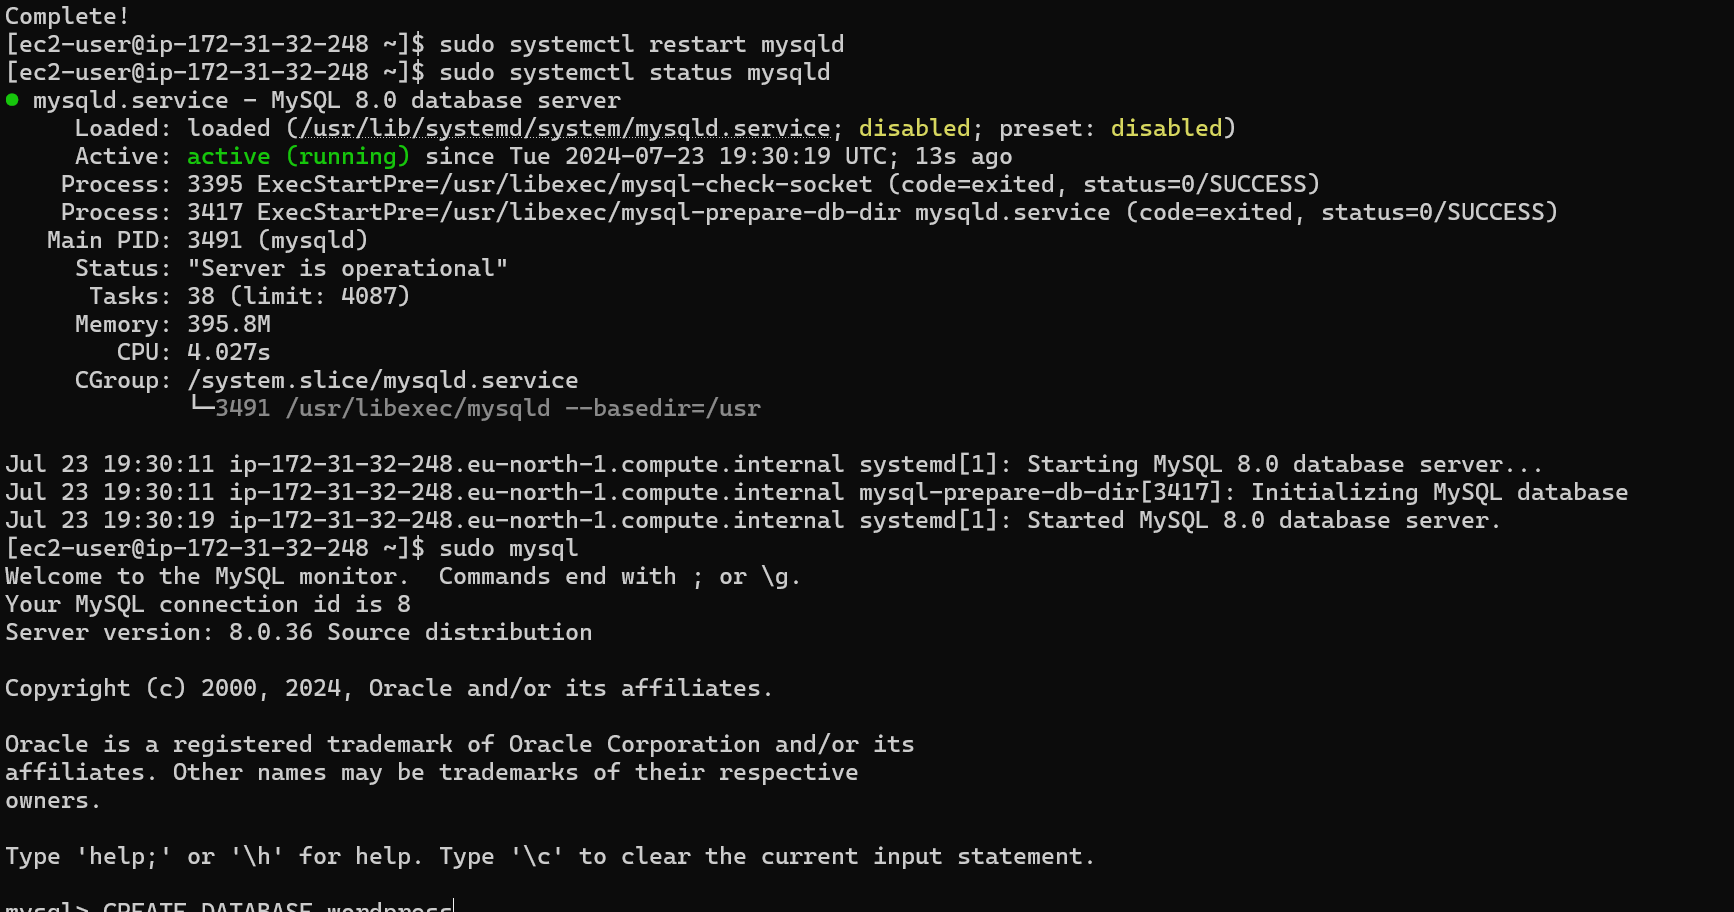 Complete!
[ec2-user@ip-172-31-32-248 ~]$ sudo systemctl restart mysqld
[ec2-user@ip-172-31-32-248 ~]$ sudo systemctl status mysqld
● mysqld.service - MySQL 8.0 database server
     Loaded: loaded (/usr/lib/systemd/system/mysqld.service; disabled; preset: disabled)
     Active: active (running) since Tue 2024-07-23 19:30:19 UTC; 13s ago
    Process: 3395 ExecStartPre=/usr/libexec/mysql-check-socket (code=exited, status=0/SUCCESS)
    Process: 3417 ExecStartPre=/usr/libexec/mysql-prepare-db-dir mysqld.service (code=exited, status=0/SUCCESS)
   Main PID: 3491 (mysqld)
     Status: "Server is operational"
      Tasks: 38 (limit: 4087)
     Memory: 395.8M
        CPU: 4.027s
     CGroup: /system.slice/mysqld.service
             └─3491 /usr/libexec/mysqld --basedir=/usr

Jul 23 19:30:11 ip-172-31-32-248.eu-north-1.compute.internal systemd[1]: Starting MySQL 8.0 database server...
Jul 23 19:30:11 ip-172-31-32-248.eu-north-1.compute.internal mysql-prepare-db-dir[3417]: Initializing MySQL database
Jul 23 19:30:19 ip-172-31-32-248.eu-north-1.compute.internal systemd[1]: Started MySQL 8.0 database server.
[ec2-user@ip-172-31-32-248 ~]$ sudo mysql
Welcome to the MySQL monitor.  Commands end with ; or \g.
Your MySQL connection id is 8
Server version: 8.0.36 Source distribution

Copyright (c) 2000, 2024, Oracle and/or its affiliates.

Oracle is a registered trademark of Oracle Corporation and/or its
affiliates. Other names may be trademarks of their respective
owners.

Type 'help;' or '\h' for help. Type '\c' to clear the current input statement.

mysql> CREATE DATABASE wordpress